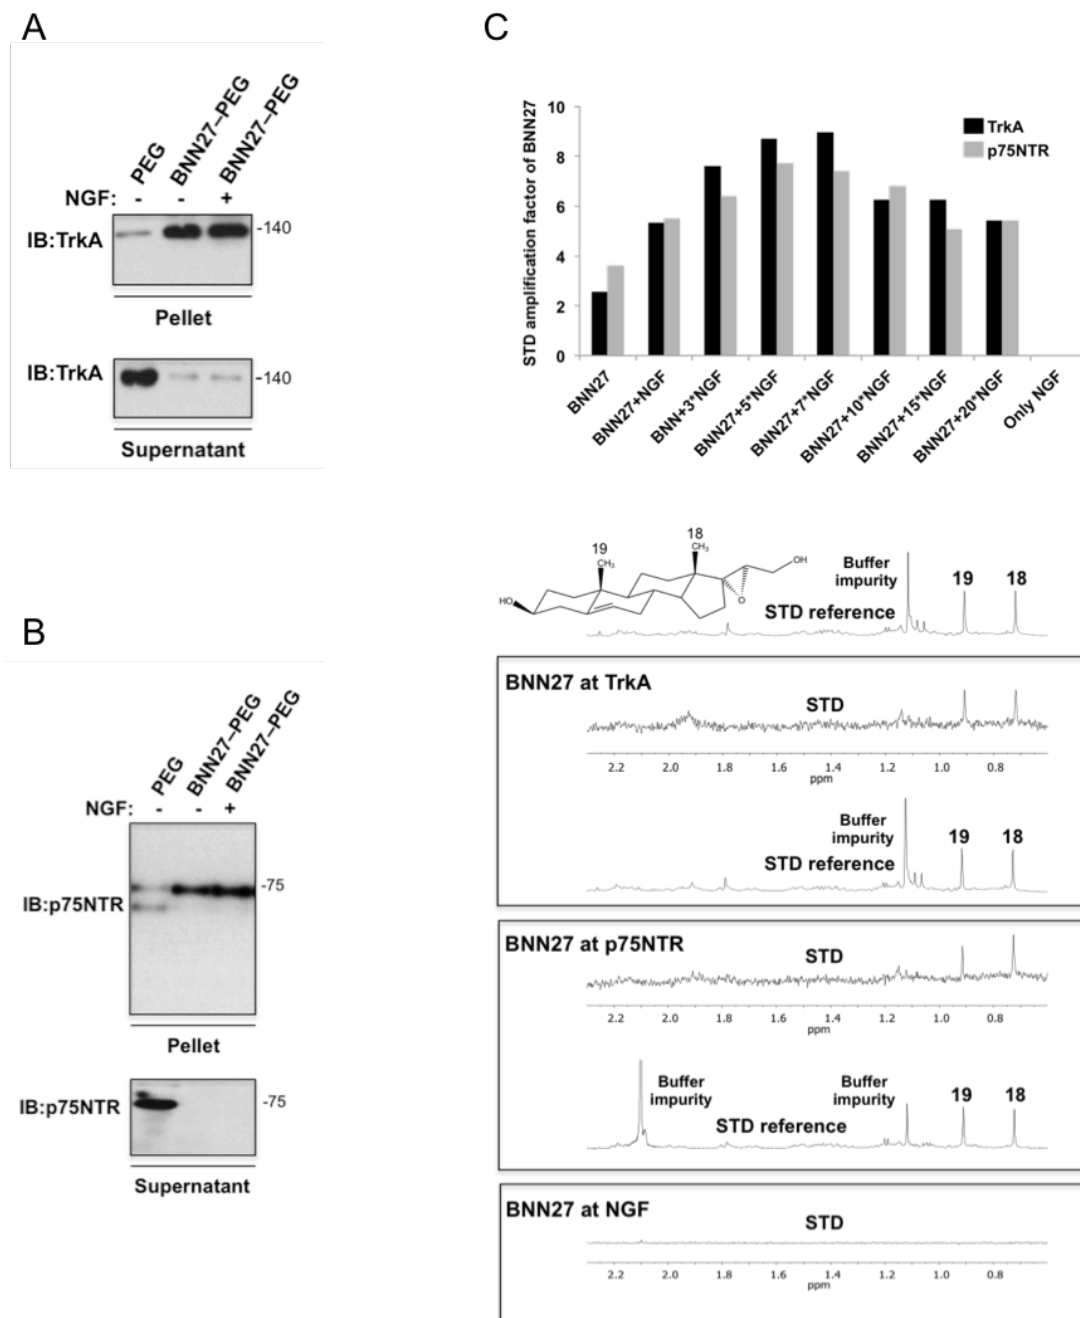 A
PEG
BNN27–PEG
BNN27–PEG
NGF: - - +
IB:TrkA
-140
Pellet
IB:TrkA
-140
Supernatant
B
PEG
BNN27–PEG
BNN27–PEG
NGF: - - +
IB:p75NTR
-75
Pellet
IB:p75NTR
-75
Supernatant
C
STD amplification factor of BNN27
10
8
6
4
2
0
TrkA
p75NTR
BNN27
BNN27+NGF
BNN+3*NGF
BNN27+5*NGF
BNN27+7*NGF
BNN27+10*NGF
BNN27+15*NGF
BNN27+20*NGF
Only NGF
18
19
CH3
CH3
OH
HO
O
Buffer
impurity
19
18
STD reference
BNN27 at TrkA
STD
2.2 2.0 1.8 1.6 1.4 1.2 1.0 0.8
ppm
Buffer
impurity
19
18
STD reference
BNN27 at p75NTR
STD
2.2 2.0 1.8 1.6 1.4 1.2 1.0 0.8
ppm
Buffer
impurity
Buffer
impurity
19
18
STD reference
BNN27 at NGF
STD
2.2 2.0 1.8 1.6 1.4 1.2 1.0 0.8
ppm